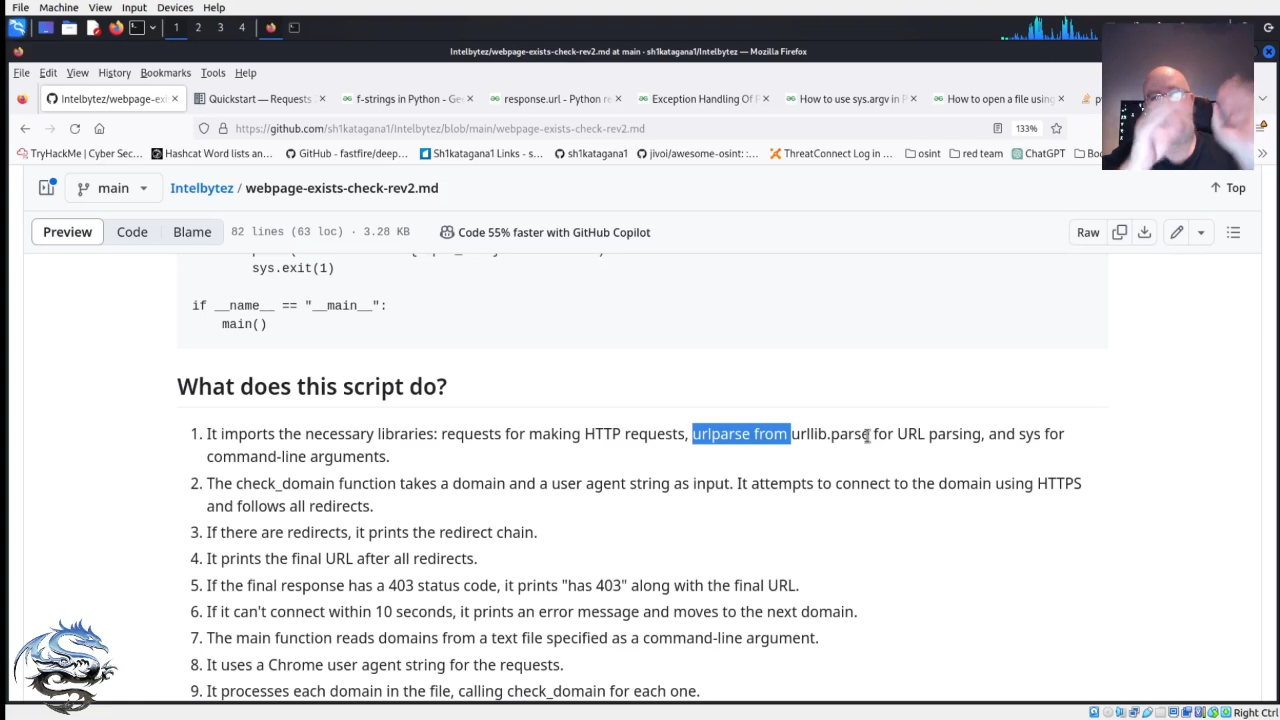 File Machine View Input Devices Help
1 2 3 4
Intelbytez/webpage-exists-check-rev2.md at main · sh1katagana1/Intelbytez — Mozilla Firefox
File Edit View History Bookmarks Tools Help
Intelbytez/webpage-exi Quickstart — Requests f-strings in Python - Ge response.url - Python re Exception Handling Of P How to use sys.argv in P How to open a file using
https://github.com/sh1katagana1/Intelbytez/blob/main/webpage-exists-check-rev2.md 133%
TryHackMe | Cyber Sec... Hashcat Word lists an... GitHub - fastfire/deep... Sh1katagana1 Links - s... sh1katagana1 jivoi/awesome-osint: :... ThreatConnect Log in ... osint red team ChatGPT
main Intelbytez / webpage-exists-check-rev2.md Top
Preview Code Blame 82 lines (63 loc) · 3.28 KB Code 55% faster with GitHub Copilot Raw
sys.exit(1)
if __name__ == "__main__":
main()
What does this script do?
1. It imports the necessary libraries: requests for making HTTP requests, urlparse from urllib.parse for URL parsing, and sys for
command-line arguments.
2. The check_domain function takes a domain and a user agent string as input. It attempts to connect to the domain using HTTPS
and follows all redirects.
3. If there are redirects, it prints the redirect chain.
4. It prints the final URL after all redirects.
5. If the final response has a 403 status code, it prints "has 403" along with the final URL.
6. If it can't connect within 10 seconds, it prints an error message and moves to the next domain.
7. The main function reads domains from a text file specified as a command-line argument.
8. It uses a Chrome user agent string for the requests.
9. It processes each domain in the file, calling check_domain for each one.
Right Ctrl